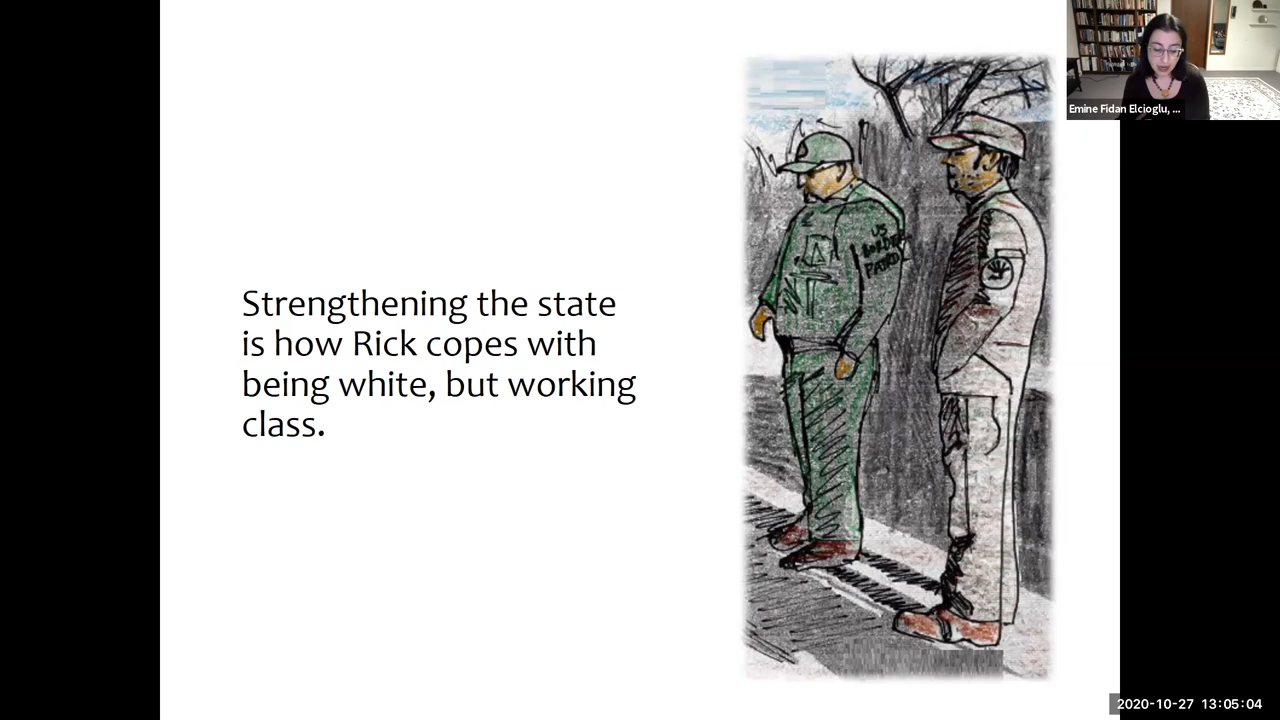 Strengthening the state
is how Rick copes with
being white, but working
class.
US
BORDER
PATROL
Emine Fidan Elcioglu, ...
2020-10-27 13:05:04